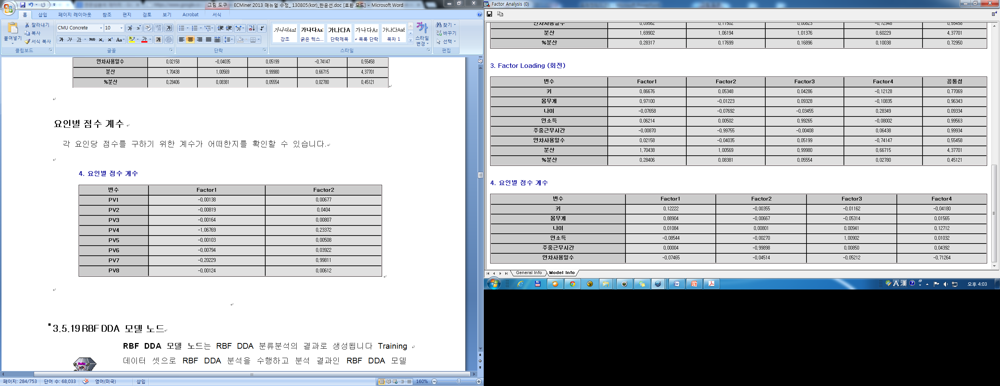 그림 도구 ECMiner 2013 매뉴얼 수정_ 130805(kor)_한윤선.doc [호환 모드] - Microsoft Word
홈 삽입 페이지 레이아웃 참조 편지 검토 보기 Acrobat 서식
붙여넣기 잘라내기 복사 서식 복사
CMU Concrete 10
가나다AaB 가나다Aa 가나다A 가나다Aa 가나다AaB
강조 굵은 텍스... 단락제목 목록 단락 목차 1
스타일 변경
찾기 바꾸기 선택
클립보드 글꼴 단락 스타일 편집
연차사용일수 0.02158 -0.04035 0.05199 -0.74147 0.55458
분산 1.70438 1.00569 0.99980 0.66715 4.37701
%분산 0.28406 0.08381 0.05554 0.02780 0.45121
요인별 점수 계수
각 요인당 점수를 구하기 위한 계수가 어떠한지를 확인할 수 있습니다.
4. 요인별 점수 계수
변수 Factor1 Factor2
PV1 -0.00138 0.00677
PV2 -0.00819 0.0404
PV3 -0.00164 0.00807
PV4 -1.06769 0.23372
PV5 -0.00103 0.00508
PV6 -0.00794 0.03922
PV7 -0.20229 0.99811
PV8 -0.00124 0.00612
3.5.19 RBF DDA 모델 노드
RBF DDA 모델 노드는 RBF DDA 분류분석의 결과로 생성됩니다 Training
데이터 셋으로 RBF DDA 분석을 수행하고 분석 결과인 RBF DDA 모델
페이지: 284/753 단어 수: 68,033 영어(미국) 삽입 160%
Factor Analysis (0)
연차사용일수 0.09562 0.11502 0.00825 -0.72948 0.55458
분산 1.69902 1.06194 1.01376 0.60229 4.37701
%분산 0.28317 0.17699 0.16896 0.10038 0.72950
3. Factor Loading (회전)
변수 Factor1 Factor2 Factor3 Factor4 공통성
키 0.86676 0.05348 0.04286 -0.12128 0.77069
몸무게 0.97100 -0.01223 0.09328 -0.10835 0.96343
나이 -0.07658 -0.07692 -0.03455 0.28349 0.09334
연소득 0.06214 0.00502 0.99265 -0.08002 0.99563
주중근무시간 -0.00870 -0.99755 -0.00408 0.06438 0.99934
연차사용일수 0.02158 -0.04035 0.05199 -0.74147 0.55458
분산 1.70438 1.00569 0.99980 0.66715 4.37701
%분산 0.28406 0.08381 0.05554 0.02780 0.45121
4. 요인별 점수 계수
변수 Factor1 Factor2 Factor3 Factor4
키 0.12222 -0.00355 -0.01162 -0.04180
몸무게 0.88904 -0.00667 -0.05314 0.01565
나이 0.01084 0.00801 0.00941 0.12712
연소득 -0.08544 -0.00270 1.00902 0.01032
주중근무시간 0.00004 -0.99898 0.00850 0.04392
연차사용일수 -0.07465 -0.04514 -0.05212 -0.71264
General Info Model Info
A 漢 오후 4:03